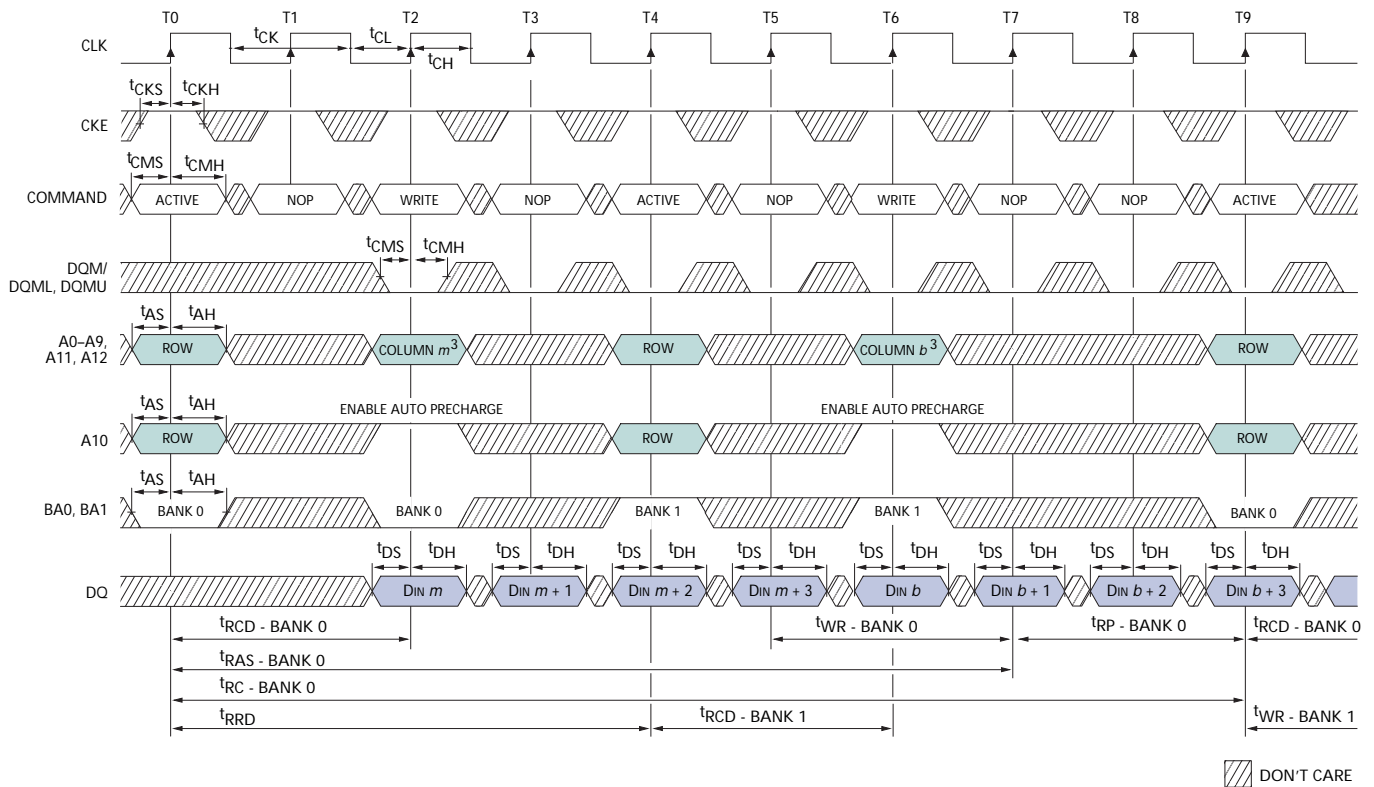 T0 T1 T2 T3 T4 T5 T6 T7 T8 T9
CLK
tCK tCL
tCH
tCKS tCKH
CKE
tCMS tCMH
COMMAND ACTIVE NOP WRITE NOP ACTIVE NOP WRITE NOP NOP ACTIVE
tCMS tCMH
DQM/
DQML, DQMU
tAS tAH
A0–A9,
A11, A12
ROW COLUMN m3 ROW COLUMN b3 ROW
tAS tAH
ENABLE AUTO PRECHARGE ENABLE AUTO PRECHARGE
A10 ROW ROW ROW
tAS tAH
BA0, BA1 BANK 0 BANK 0 BANK 1 BANK 1 BANK 0
tDS tDH tDS tDH tDS tDH tDS tDH tDS tDH tDS tDH tDS tDH tDS tDH
DQ DIN m DIN m + 1 DIN m + 2 DIN m + 3 DIN b DIN b + 1 DIN b + 2 DIN b + 3
tRCD - BANK 0 tWR - BANK 0 tRP - BANK 0 tRCD - BANK 0
tRAS - BANK 0
tRC - BANK 0
tRRD tRCD - BANK 1 tWR - BANK 1
DON'T CARE